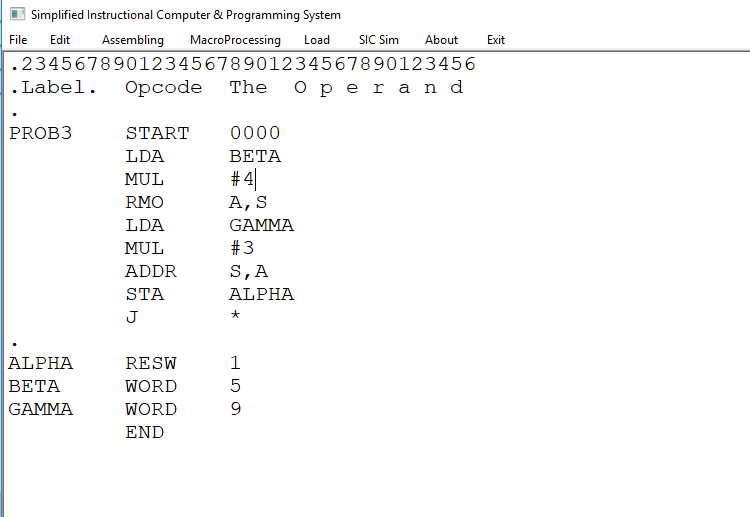 Simplified Instructional Computer & Programming System
File Edit Assembling MacroProcessing Load SIC Sim About Exit
.23456789012345678901234567890123456
.Label. Opcode The O p e r a n d
.
PROB3 START 0000
LDA BETA
MUL #4
RMO A,S
LDA GAMMA
MUL #3
ADDR S,A
STA ALPHA
J *
.
ALPHA RESW 1
BETA WORD 5
GAMMA WORD 9
END